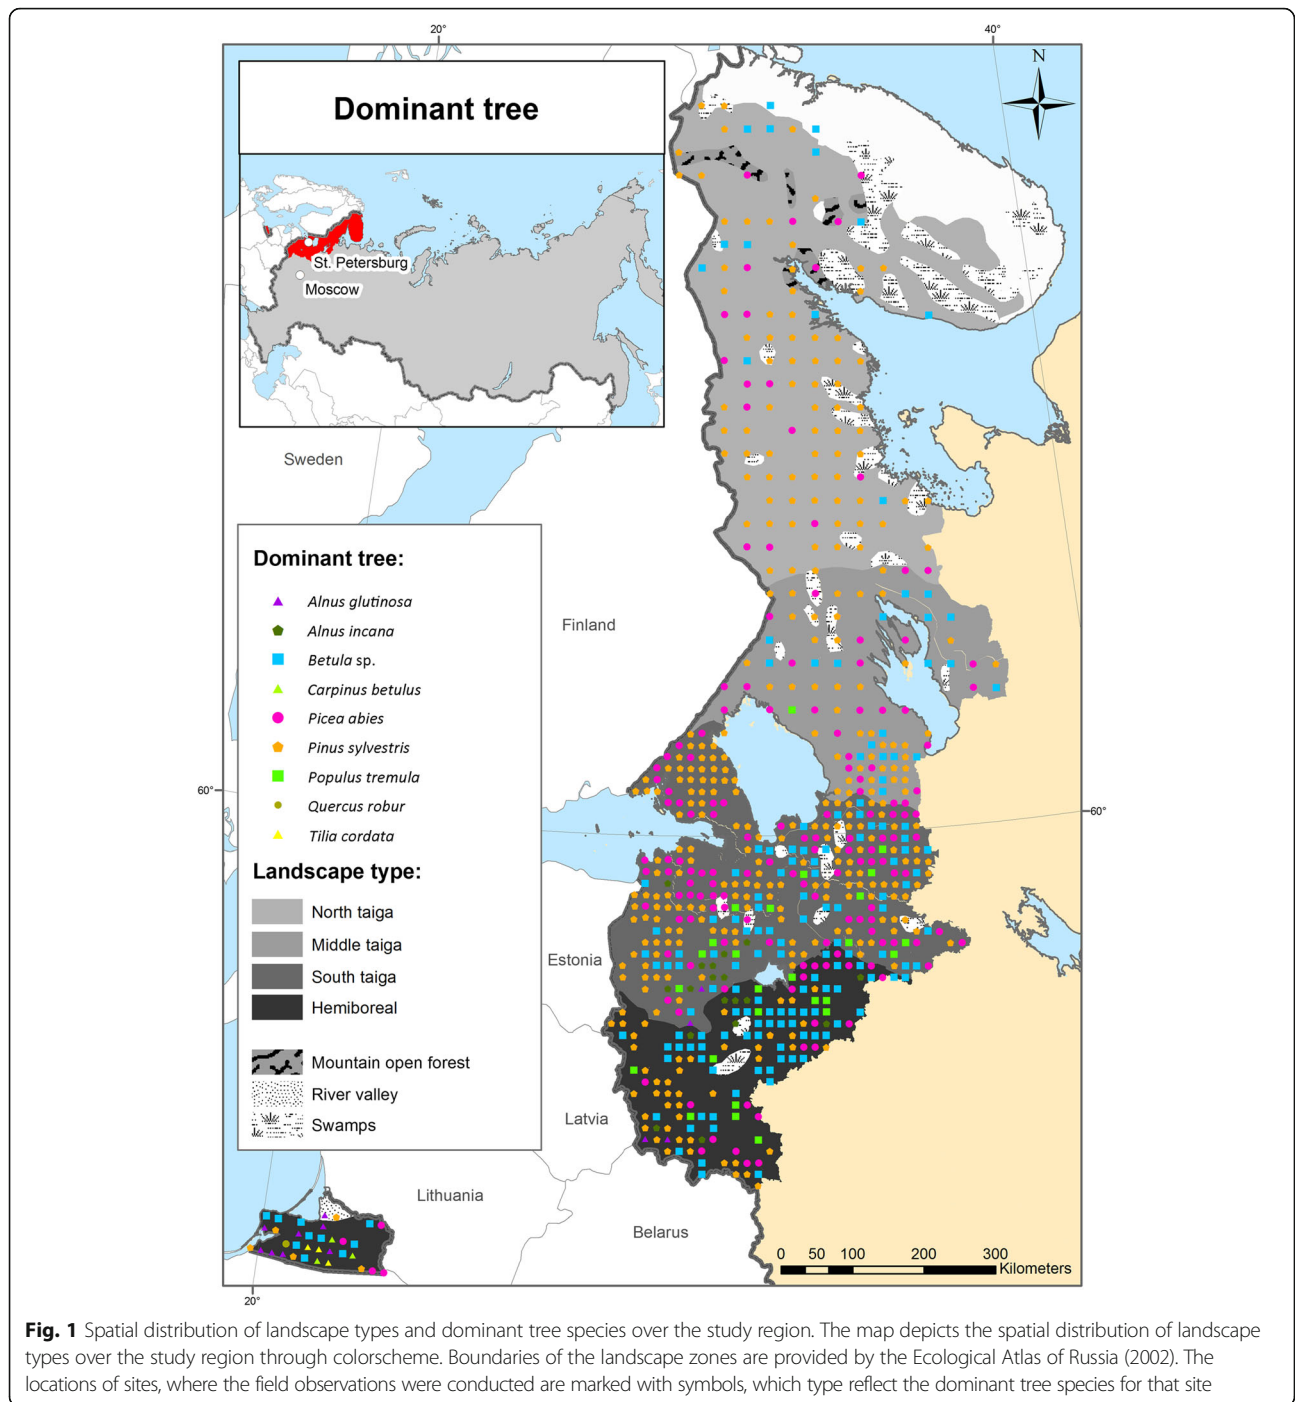 20°
40°
N
Dominant tree
St. Petersburg
Moscow
Sweden
Finland
Dominant tree:
Alnus glutinosa
Alnus incana
Betula sp.
Carpinus betulus
Picea abies
Pinus sylvestris
Populus tremula
Quercus robur
Tilia cordata
Landscape type:
North taiga
Middle taiga
South taiga
Hemiboreal
Mountain open forest
River valley
Swamps
60°
60°
Estonia
Latvia
Lithuania
Belarus
0 50 100 200 300
Kilometers
20°
Fig. 1 Spatial distribution of landscape types and dominant tree species over the study region. The map depicts the spatial distribution of landscape
types over the study region through colorscheme. Boundaries of the landscape zones are provided by the Ecological Atlas of Russia (2002). The
locations of sites, where the field observations were conducted are marked with symbols, which type reflect the dominant tree species for that site